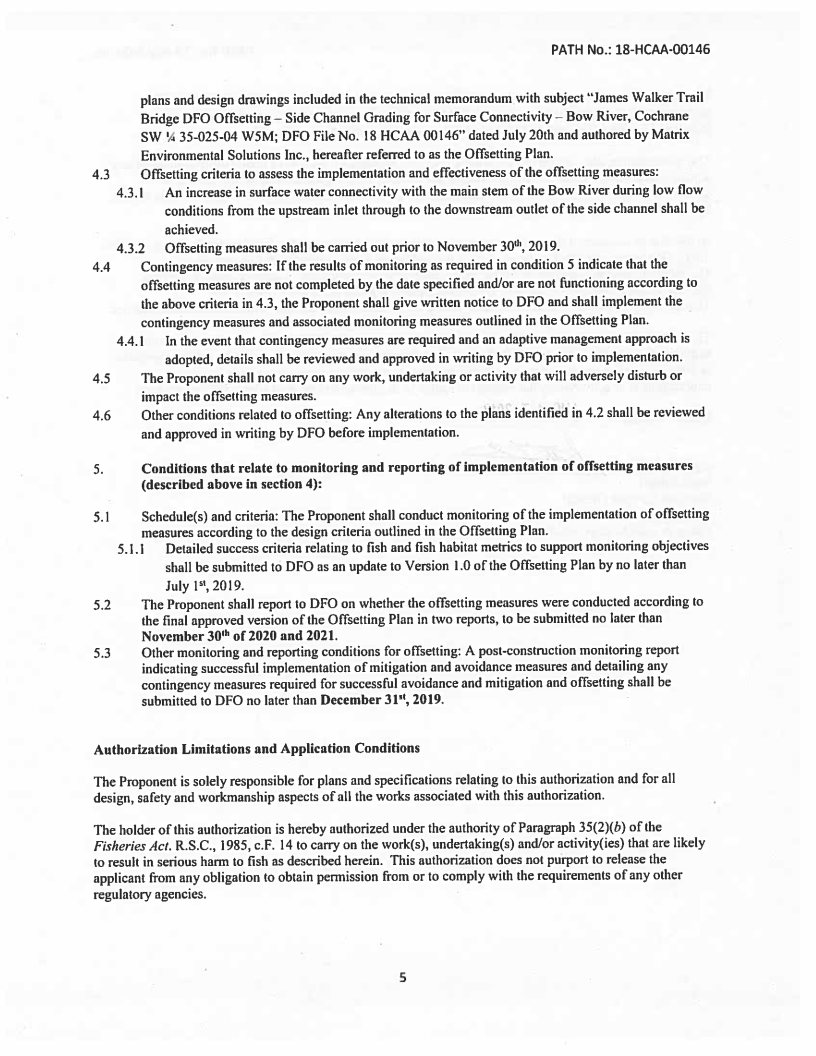 PATH No.: 18-HCAA-00146
plans and design drawings included in the technical memorandum with subject “James Walker Trail
Bridge DFO Offsetting – Side Channel Grading for Surface Connectivity – Bow River, Cochrane
SW ¼ 35-025-04 W5M; DFO File No. 18 HCAA 00146” dated July 20th and authored by Matrix
Environmental Solutions Inc., hereafter referred to as the Offsetting Plan.
4.3 Offsetting criteria to assess the implementation and effectiveness of the offsetting measures:
4.3.1 An increase in surface water connectivity with the main stem of the Bow River during low flow
conditions from the upstream inlet through to the downstream outlet of the side channel shall be
achieved.
4.3.2 Offsetting measures shall be carried out prior to November 30th, 2019.
4.4 Contingency measures: If the results of monitoring as required in condition 5 indicate that the
offsetting measures are not completed by the date specified and/or are not functioning according to
the above criteria in 4.3, the Proponent shall give written notice to DFO and shall implement the
contingency measures and associated monitoring measures outlined in the Offsetting Plan.
4.4.1 In the event that contingency measures are required and an adaptive management approach is
adopted, details shall be reviewed and approved in writing by DFO prior to implementation.
4.5 The Proponent shall not carry on any work, undertaking or activity that will adversely disturb or
impact the offsetting measures.
4.6 Other conditions related to offsetting: Any alterations to the plans identified in 4.2 shall be reviewed
and approved in writing by DFO before implementation.
5. Conditions that relate to monitoring and reporting of implementation of offsetting measures
(described above in section 4):
5.1 Schedule(s) and criteria: The Proponent shall conduct monitoring of the implementation of offsetting
measures according to the design criteria outlined in the Offsetting Plan.
5.1.1 Detailed success criteria relating to fish and fish habitat metrics to support monitoring objectives
shall be submitted to DFO as an update to Version 1.0 of the Offsetting Plan by no later than
July 1st, 2019.
5.2 The Proponent shall report to DFO on whether the offsetting measures were conducted according to
the final approved version of the Offsetting Plan in two reports, to be submitted no later than
November 30th of 2020 and 2021.
5.3 Other monitoring and reporting conditions for offsetting: A post-construction monitoring report
indicating successful implementation of mitigation and avoidance measures and detailing any
contingency measures required for successful avoidance and mitigation and offsetting shall be
submitted to DFO no later than December 31st, 2019.
Authorization Limitations and Application Conditions
The Proponent is solely responsible for plans and specifications relating to this authorization and for all
design, safety and workmanship aspects of all the works associated with this authorization.
The holder of this authorization is hereby authorized under the authority of Paragraph 35(2)(b) of the
Fisheries Act. R.S.C., 1985, c.F. 14 to carry on the work(s), undertaking(s) and/or activity(ies) that are likely
to result in serious harm to fish as described herein. This authorization does not purport to release the
applicant from any obligation to obtain permission from or to comply with the requirements of any other
regulatory agencies.
5